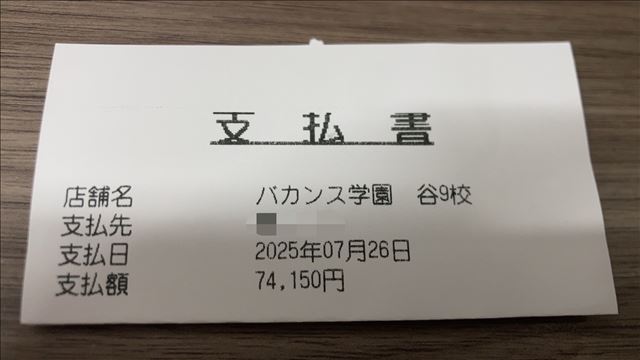 支払書
店舗名 バカンス学園 谷9校
支払先
支払日 2025年07月26日
支払額 74,150円